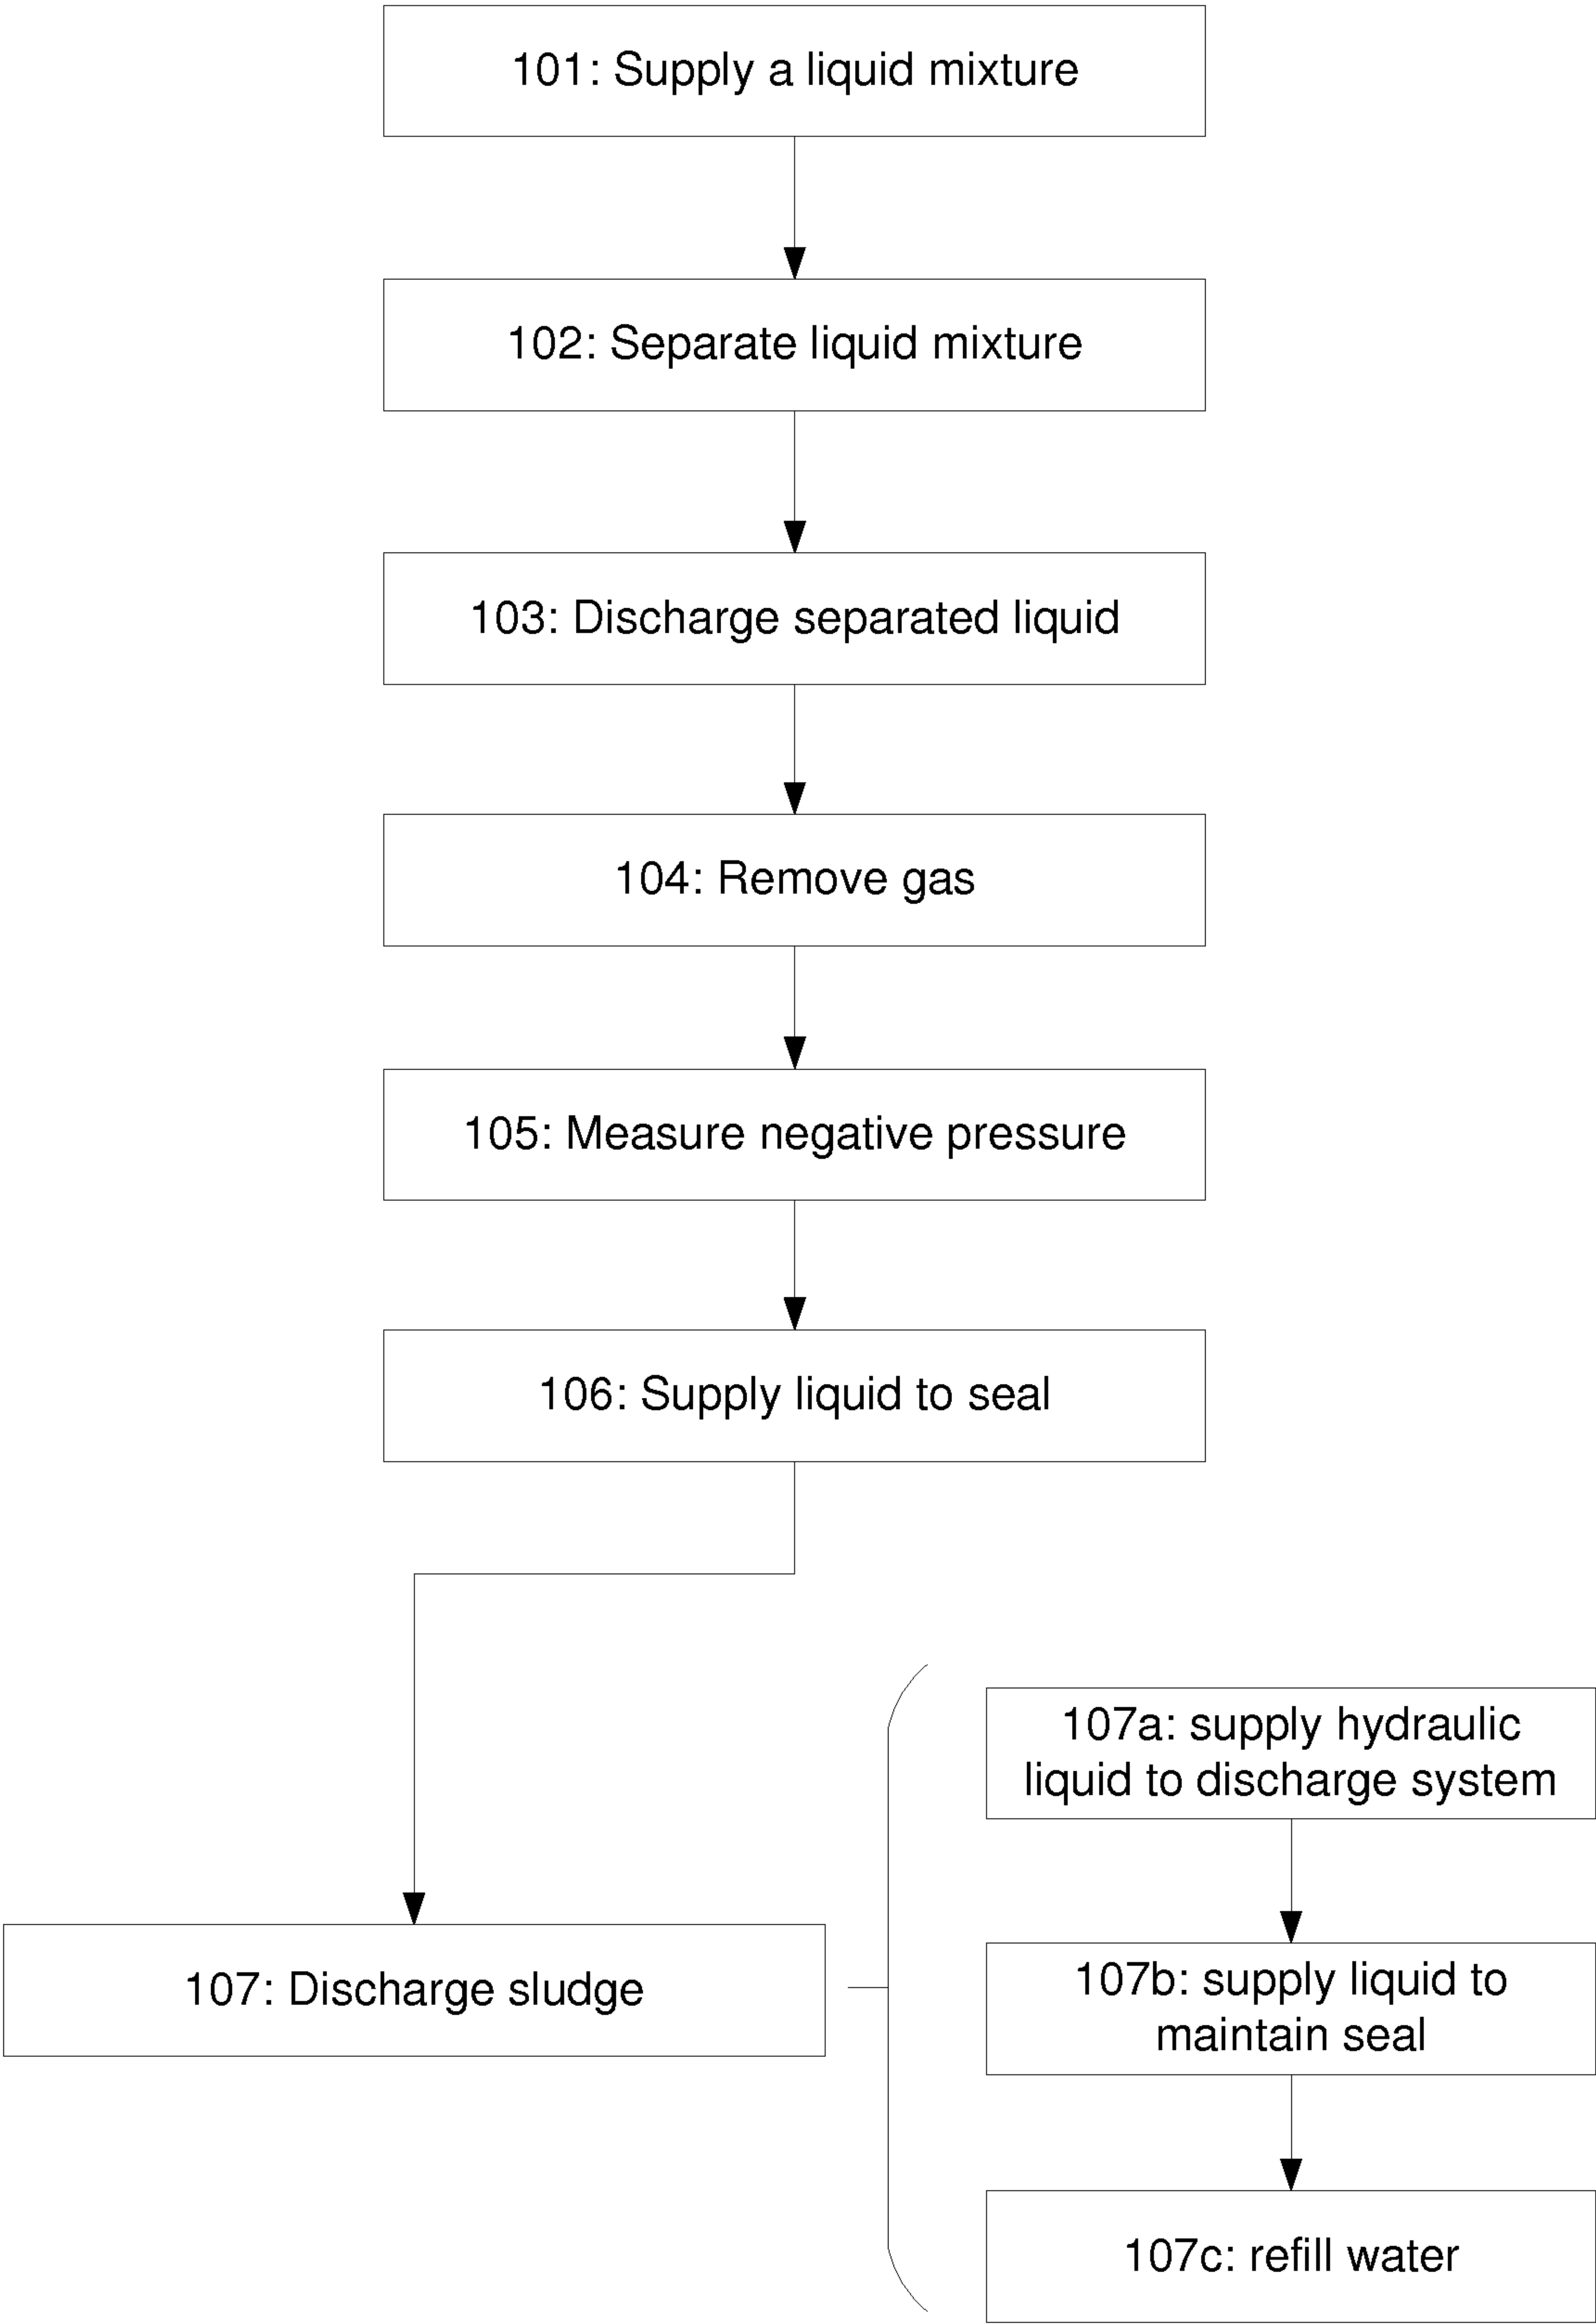 101: Supply a liquid mixture
102: Separate liquid mixture
103: Discharge separated liquid
104: Remove gas
105: Measure negative pressure
106: Supply liquid to seal
107: Discharge sludge
107a: supply hydraulic
liquid to discharge system
107b: supply liquid to
maintain seal
107c: refill water